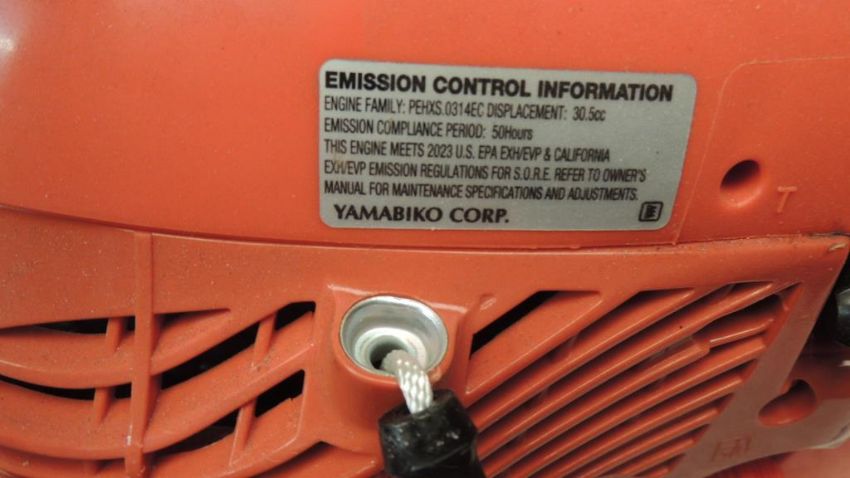 EMISSION CONTROL INFORMATION
ENGINE FAMILY: PEHXS.0314EC DISPLACEMENT: 30.5cc
EMISSION COMPLIANCE PERIOD: 50Hours
THIS ENGINE MEETS 2023 U.S. EPA EXH/EVP & CALIFORNIA
EXH/EVP EMISSION REGULATIONS FOR S.O.R.E. REFER TO OWNER'S
MANUAL FOR MAINTENANCE SPECIFICATIONS AND ADJUSTMENTS.
YAMABIKO CORP.
T